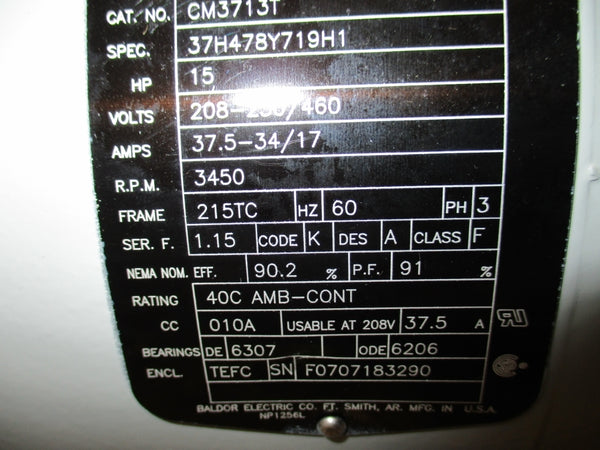 CAT. NO. CM3713T
SPEC. 37H478Y719H1
HP 15
VOLTS 208-230/460
AMPS 37.5-34/17
R.P.M. 3450
FRAME 215TC HZ 60 PH 3
SER. F. 1.15 CODE K DES A CLASS F
NEMA NOM. EFF. 90.2 % P.F. 91 %
RATING 40C AMB-CONT
CC 010A USABLE AT 208V 37.5 A
BEARINGS DE 6307 ODE 6206
ENCL. TEFC SN F0707183290
BALDOR ELECTRIC CO. FT. SMITH, AR. MFG. IN U.S.A.
NP1256L